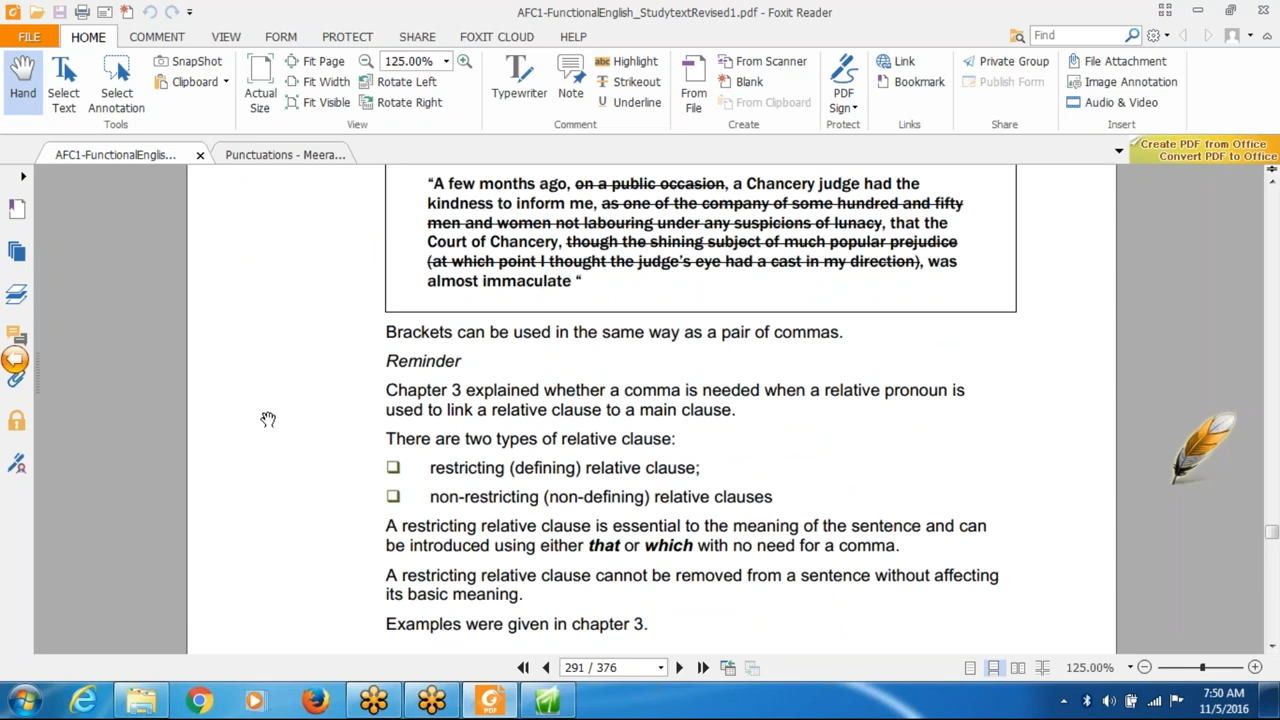 AFC1-FunctionalEnglish_StudytextRevised1.pdf - Foxit Reader
FILE HOME COMMENT VIEW FORM PROTECT SHARE FOXIT CLOUD HELP
Find
Hand
Select Text
Select Annotation
SnapShot
Clipboard
Tools
Actual Size
Fit Page
Fit Width
Fit Visible
125.00%
Rotate Left
Rotate Right
View
Typewriter
Note
Highlight
Strikeout
Underline
Comment
From File
From Scanner
Blank
From Clipboard
Create
PDF Sign
Protect
Link
Bookmark
Links
Private Group
Publish Form
Share
File Attachment
Image Annotation
Audio & Video
Insert
AFC1-FunctionalEnglis...
Punctuations - Meera...
Create PDF from Office
Convert PDF to Office
“A few months ago, on a public occasion, a Chancery judge had the
kindness to inform me, as one of the company of some hundred and fifty
men and women not labouring under any suspicions of lunacy, that the
Court of Chancery, though the shining subject of much popular prejudice
(at which point I thought the judge’s eye had a cast in my direction), was
almost immaculate “
Brackets can be used in the same way as a pair of commas.
Reminder
Chapter 3 explained whether a comma is needed when a relative pronoun is
used to link a relative clause to a main clause.
There are two types of relative clause:
restricting (defining) relative clause;
non-restricting (non-defining) relative clauses
A restricting relative clause is essential to the meaning of the sentence and can
be introduced using either that or which with no need for a comma.
A restricting relative clause cannot be removed from a sentence without affecting
its basic meaning.
Examples were given in chapter 3.
291 / 376
125.00%
PDF
7:50 AM
11/5/2016